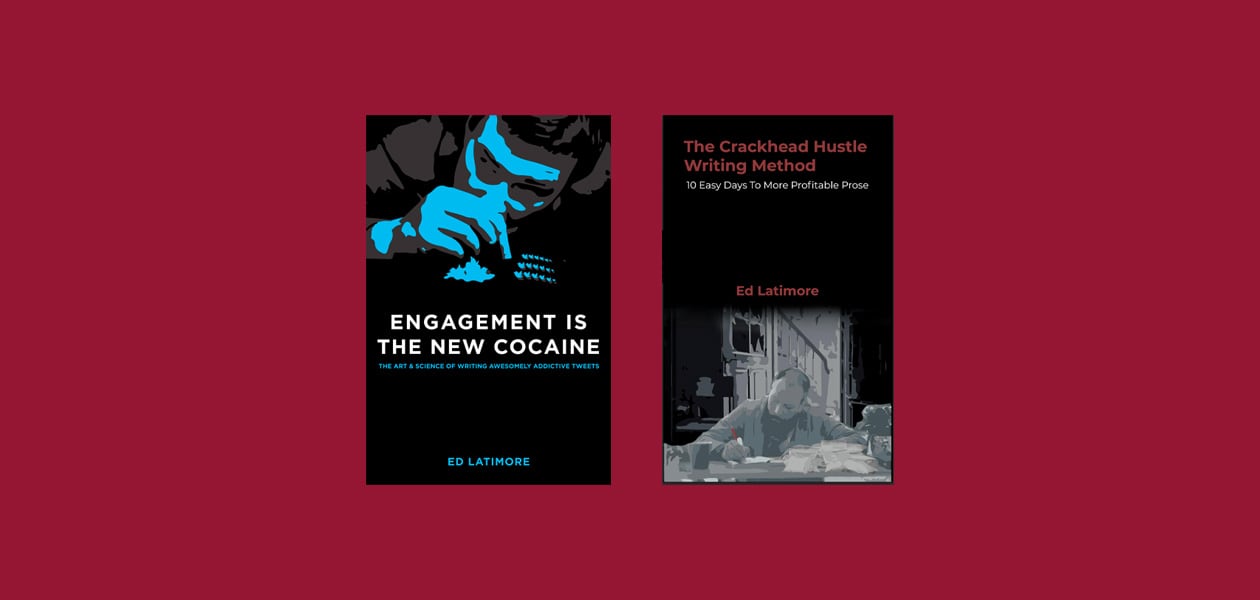 ENGAGEMENT IS
THE NEW COCAINE
THE ART & SCIENCE OF WRITING AWESOMELY ADDICTIVE TWEETS
ED LATIMORE
The Crackhead Hustle
Writing Method
10 Easy Days To More Profitable Prose
Ed Latimore